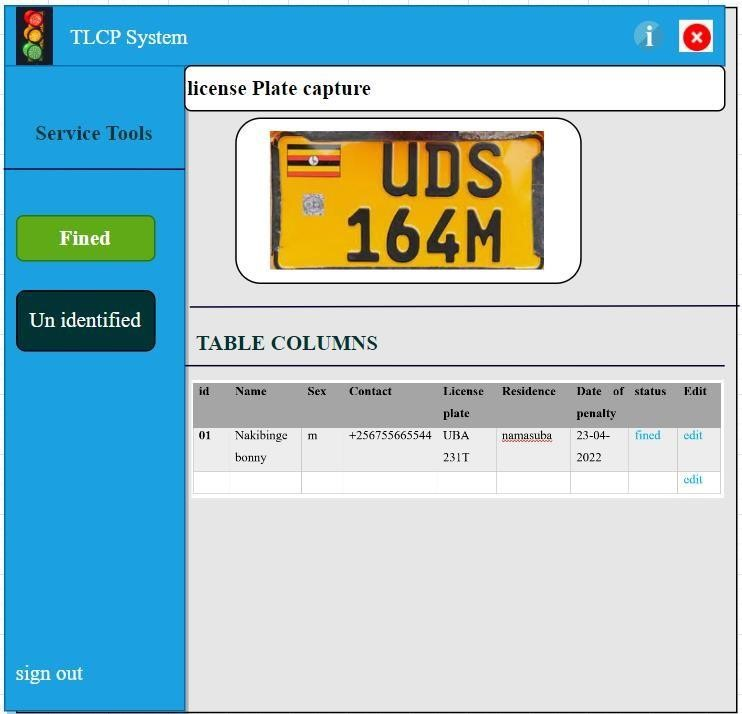 TLCP System
i
license Plate capture
Service Tools
UDS
164M
Fined
Un identified
TABLE COLUMNS
id Name Sex Contact License plate Residence Date of penalty status Edit
01 Nakibinge bonny m +256755665544 UBA 231T namasuba 23-04-2022 fined edit
edit
sign out